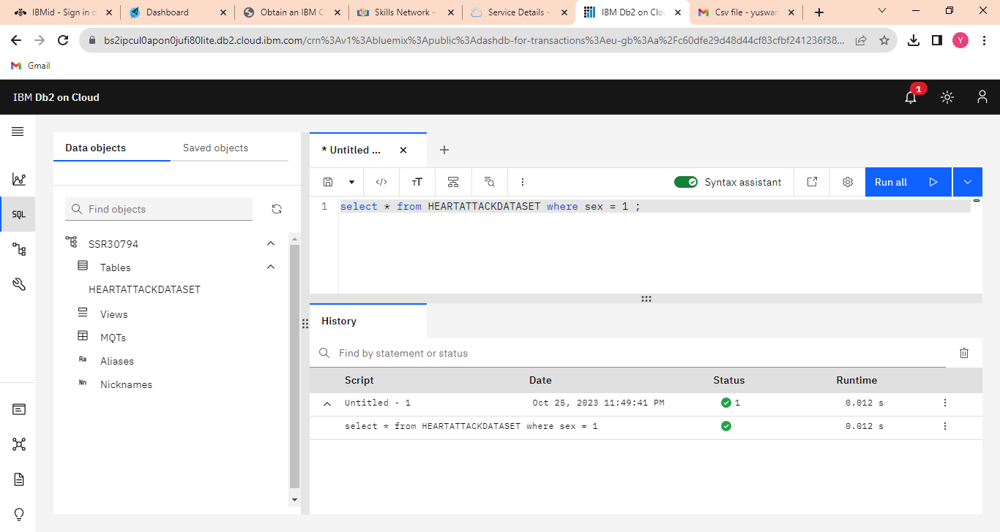 IBMid - Sign in o
Dashboard
Obtain an IBM C
Skills Network -
Service Details -
IBM Db2 on Clou
Csv file - yuswan
bs2ipcul0apon0jufi80lite.db2.cloud.ibm.com/crn%3Av1%3Abluemix%3Apublic%3Adashdb-for-transactions%3Aeu-gb%3Aa%2Fc60dfe29d48d44cf83cfbf241236f38...
Y
Gmail
IBM Db2 on Cloud
1
Data objects
Saved objects
* Untitled ...
Syntax assistant
Run all
SQL
Find objects
1 select * from HEARTATTACKDATASET where sex = 1 ;
SSR30794
Tables
HEARTATTACKDATASET
Views
MQTs
Aa Aliases
Nn Nicknames
History
Find by statement or status
Script Date Status Runtime
Untitled - 1 Oct 25, 2023 11:49:41 PM 1 0.012 s
select * from HEARTATTACKDATASET where sex = 1 0.012 s